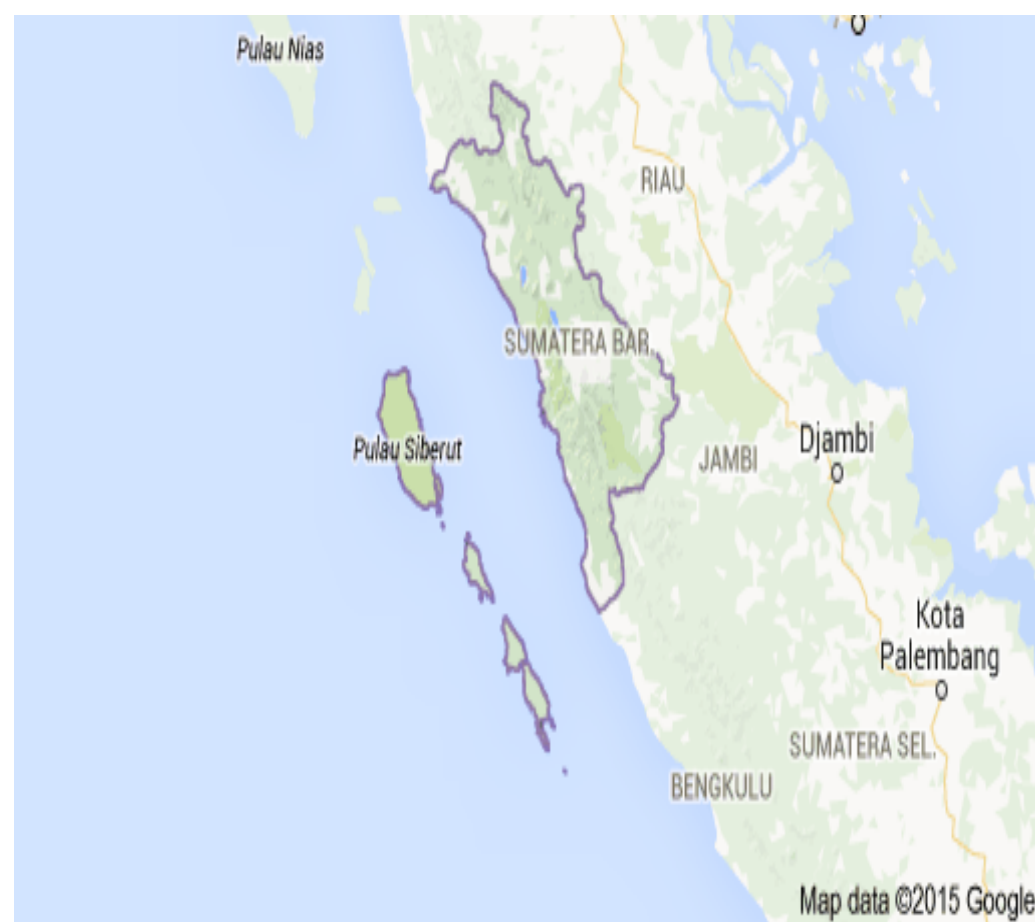 Pulau Nias
RIAU
SUMATERA BAR.
Pulau Siberut
Djambi
JAMBI
Kota
Palembang
SUMATERA SEL.
BENGKULU
Map data ©2015 Google